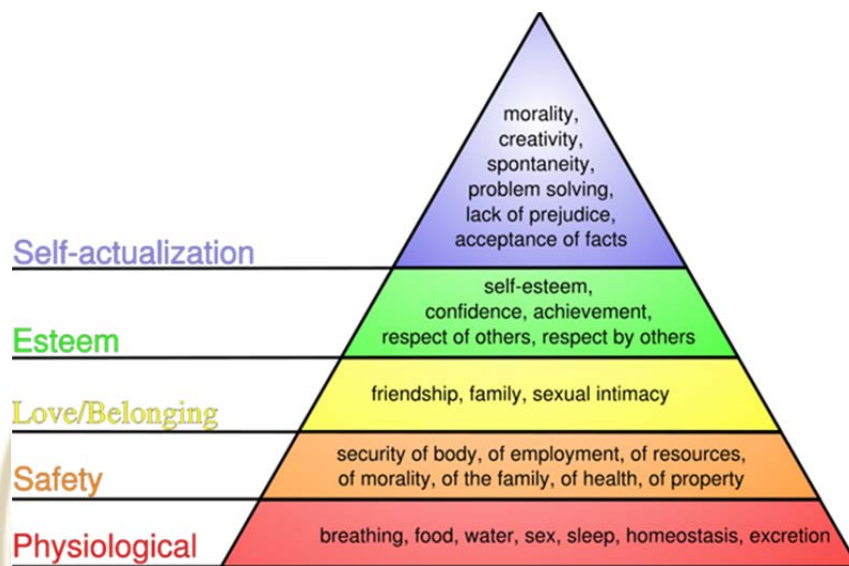 morality,
creativity,
spontaneity,
problem solving,
lack of prejudice,
acceptance of facts
Self-actualization
self-esteem,
confidence, achievement,
respect of others, respect by others
Esteem
friendship, family, sexual intimacy
Love/Belonging
security of body, of employment, of resources,
of morality, of the family, of health, of property
Safety
breathing, food, water, sex, sleep, homeostasis, excretion
Physiological